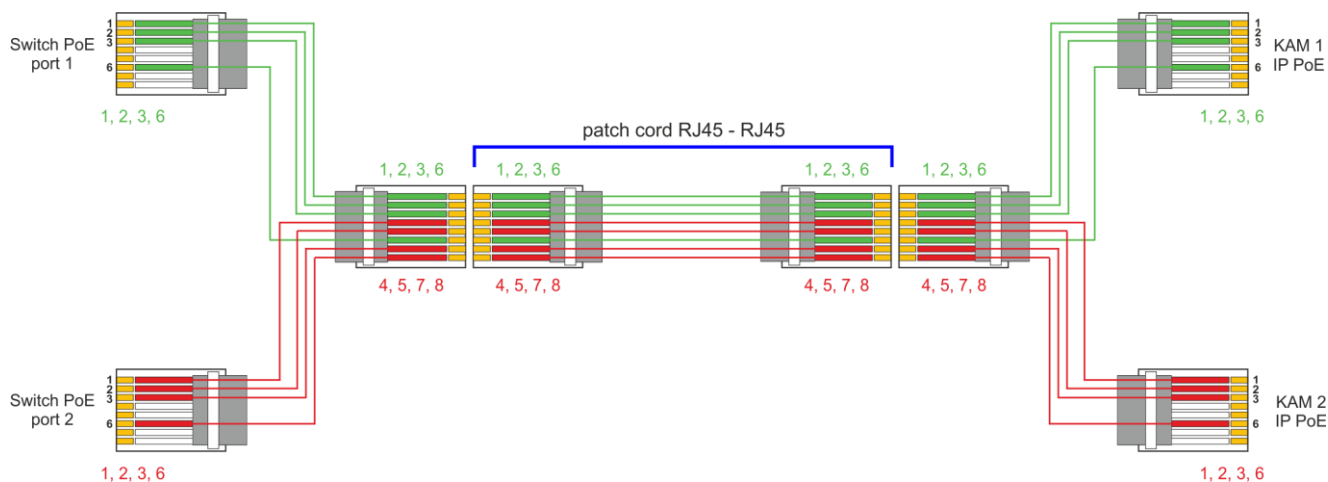 Switch PoE
port 1
1
2
3
6
1, 2, 3, 6
1
2
3
6
KAM 1
IP PoE
1, 2, 3, 6
patch cord RJ45 - RJ45
1, 2, 3, 6
1, 2, 3, 6
1, 2, 3, 6
1, 2, 3, 6
4, 5, 7, 8
4, 5, 7, 8
4, 5, 7, 8
4, 5, 7, 8
Switch PoE
port 2
1
2
3
6
1, 2, 3, 6
1
2
3
6
KAM 2
IP PoE
1, 2, 3, 6